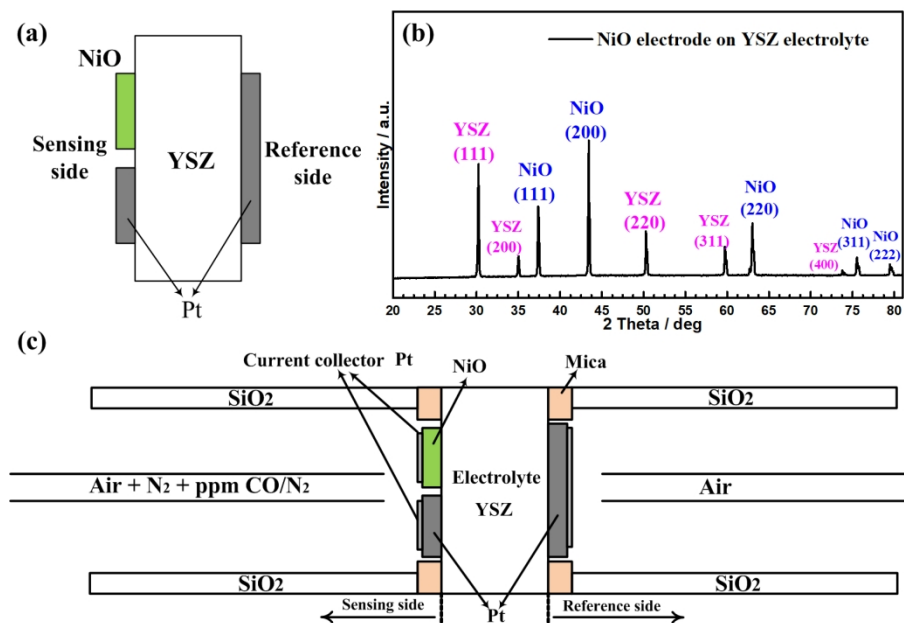 (a)
NiO
Sensing
side
YSZ
Reference
side
Pt
(b)
NiO electrode on YSZ electrolyte
Intensity / a.u.
YSZ
(111)
YSZ
(200)
NiO
(111)
NiO
(200)
YSZ
(220)
YSZ
(311)
NiO
(220)
YSZ
(400)
NiO
(311)
NiO
(222)
20 25 30 35 40 45 50 55 60 65 70 75 80
2 Theta / deg
(c)
Current collector Pt
NiO
Mica
SiO₂
SiO₂
Air + N₂ + ppm CO/N₂
Electrolyte
YSZ
Air
SiO₂
SiO₂
Sensing side
Pt
Reference side